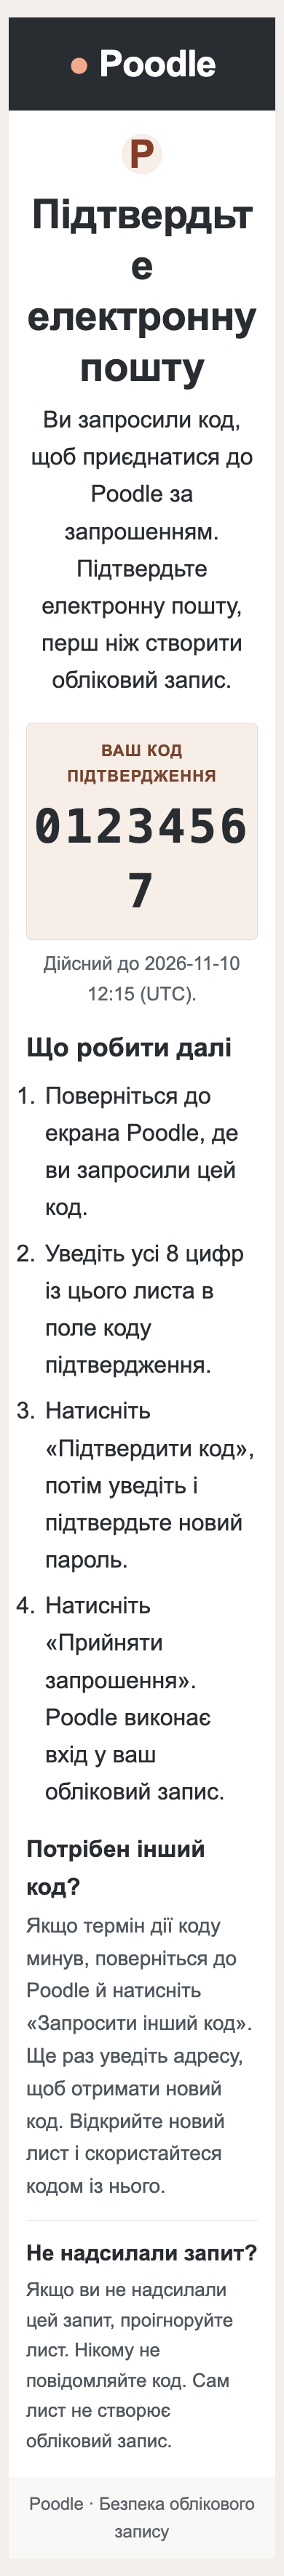 Poodle
P
Підтвердьт
е
електронну
пошту
Ви запросили код,
щоб приєднатися до
Poodle за
запрошенням.
Підтвердьте
електронну пошту,
перш ніж створити
обліковий запис.
ВАШ КОД
ПІДТВЕРДЖЕННЯ
0123456
7
Дійсний до 2026-11-10
12:15 (UTC).
Що робити далі
1. Поверніться до
екрана Poodle, де
ви запросили цей
код.
2. Уведіть усі 8 цифр
із цього листа в
поле коду
підтвердження.
3. Натисніть
«Підтвердити код»,
потім уведіть і
підтвердьте новий
пароль.
4. Натисніть
«Прийняти
запрошення».
Poodle виконає
вхід у ваш
обліковий запис.
Потрібен інший
код?
Якщо термін дії коду
минув, поверніться до
Poodle й натисніть
«Запросити інший код».
Ще раз уведіть адресу,
щоб отримати новий
код. Відкрийте новий
лист і скористайтеся
кодом із нього.
Не надсилали запит?
Якщо ви не надсилали
цей запит, проігноруйте
лист. Нікому не
повідомляйте код. Сам
лист не створює
обліковий запис.
Poodle · Безпека облікового
запису